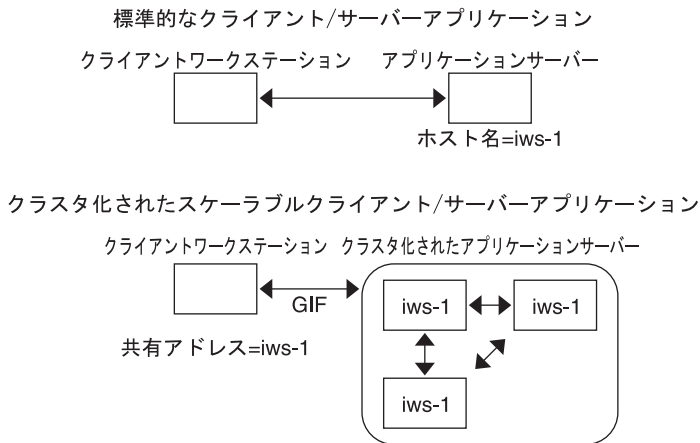 標準的なクライアント/サーバーアプリケーション
クライアントワークステーション
アプリケーションサーバー
ホスト名=iws-1
クラスタ化されたスケーラブルクライアント/サーバーアプリケーション
クライアントワークステーション
クラスタ化されたアプリケーションサーバー
GIF
iws-1
iws-1
共有アドレス=iws-1
iws-1